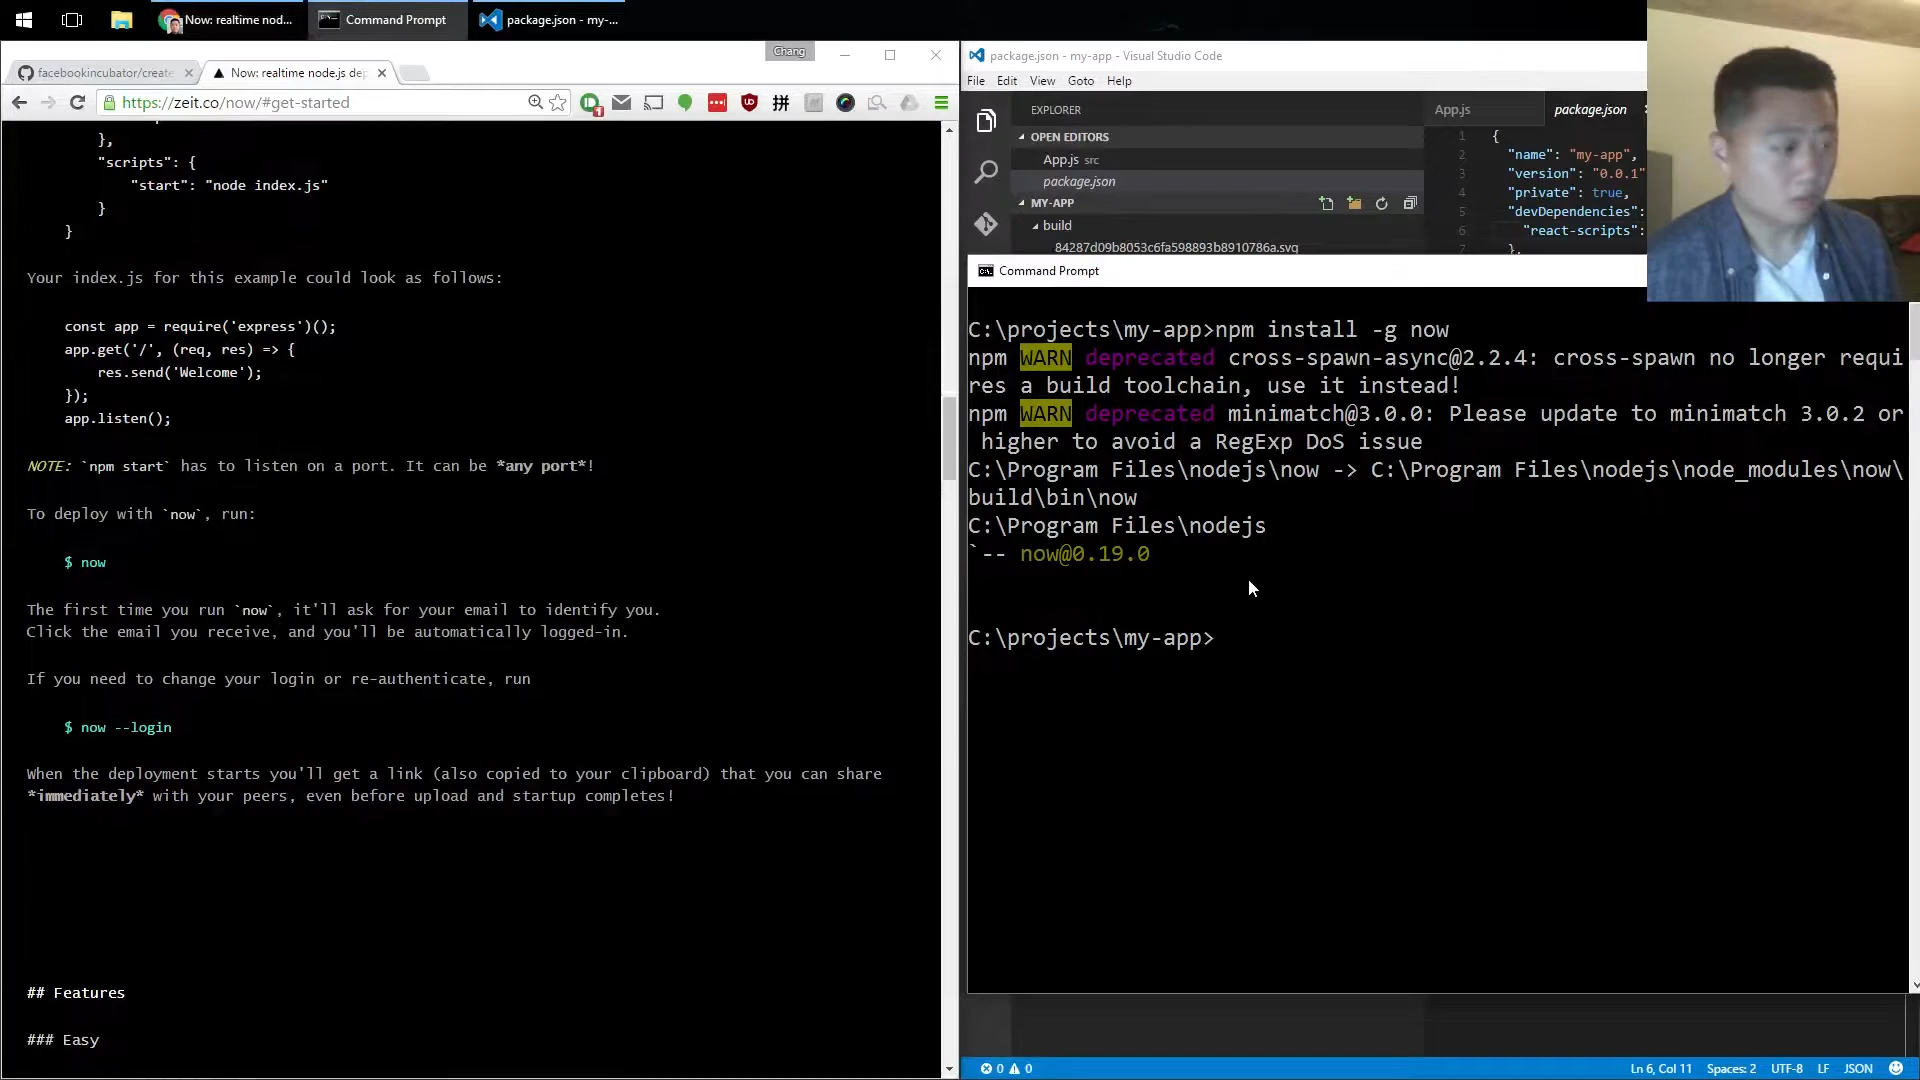 Now: realtime nod...
Command Prompt
package.json - my-...
Chang
facebookincubator/create
Now: realtime node.js dep
https://zeit.co/now/#get-started
},
"scripts": {
"start": "node index.js"
}
}
Your index.js for this example could look as follows:
const app = require('express')();
app.get('/', (req, res) => {
res.send('Welcome');
});
app.listen();
NOTE: `npm start` has to listen on a port. It can be *any port*!
To deploy with `now`, run:
$ now
The first time you run `now`, it'll ask for your email to identify you.
Click the email you receive, and you'll be automatically logged-in.
If you need to change your login or re-authenticate, run
$ now --login
When the deployment starts you'll get a link (also copied to your clipboard) that you can share
*immediately* with your peers, even before upload and startup completes!
## Features
### Easy
package.json - my-app - Visual Studio Code
File Edit View Goto Help
EXPLORER
OPEN EDITORS
App.js src
package.json
MY-APP
build
84287d09b8053c6fa598893b8910786a.svg
App.js
package.json
1 {
2 "name": "my-app",
3 "version": "0.0.1"
4 "private": true,
5 "devDependencies":
6 "react-scripts":
7 },
Command Prompt
C:\projects\my-app>npm install -g now
npm WARN deprecated cross-spawn-async@2.2.4: cross-spawn no longer requi
res a build toolchain, use it instead!
npm WARN deprecated minimatch@3.0.0: Please update to minimatch 3.0.2 or
higher to avoid a RegExp DoS issue
C:\Program Files\nodejs\now -> C:\Program Files\nodejs\node_modules\now\
build\bin\now
C:\Program Files\nodejs
`-- now@0.19.0
C:\projects\my-app>
0 0
Ln 6, Col 11 Spaces: 2 UTF-8 LF JSON